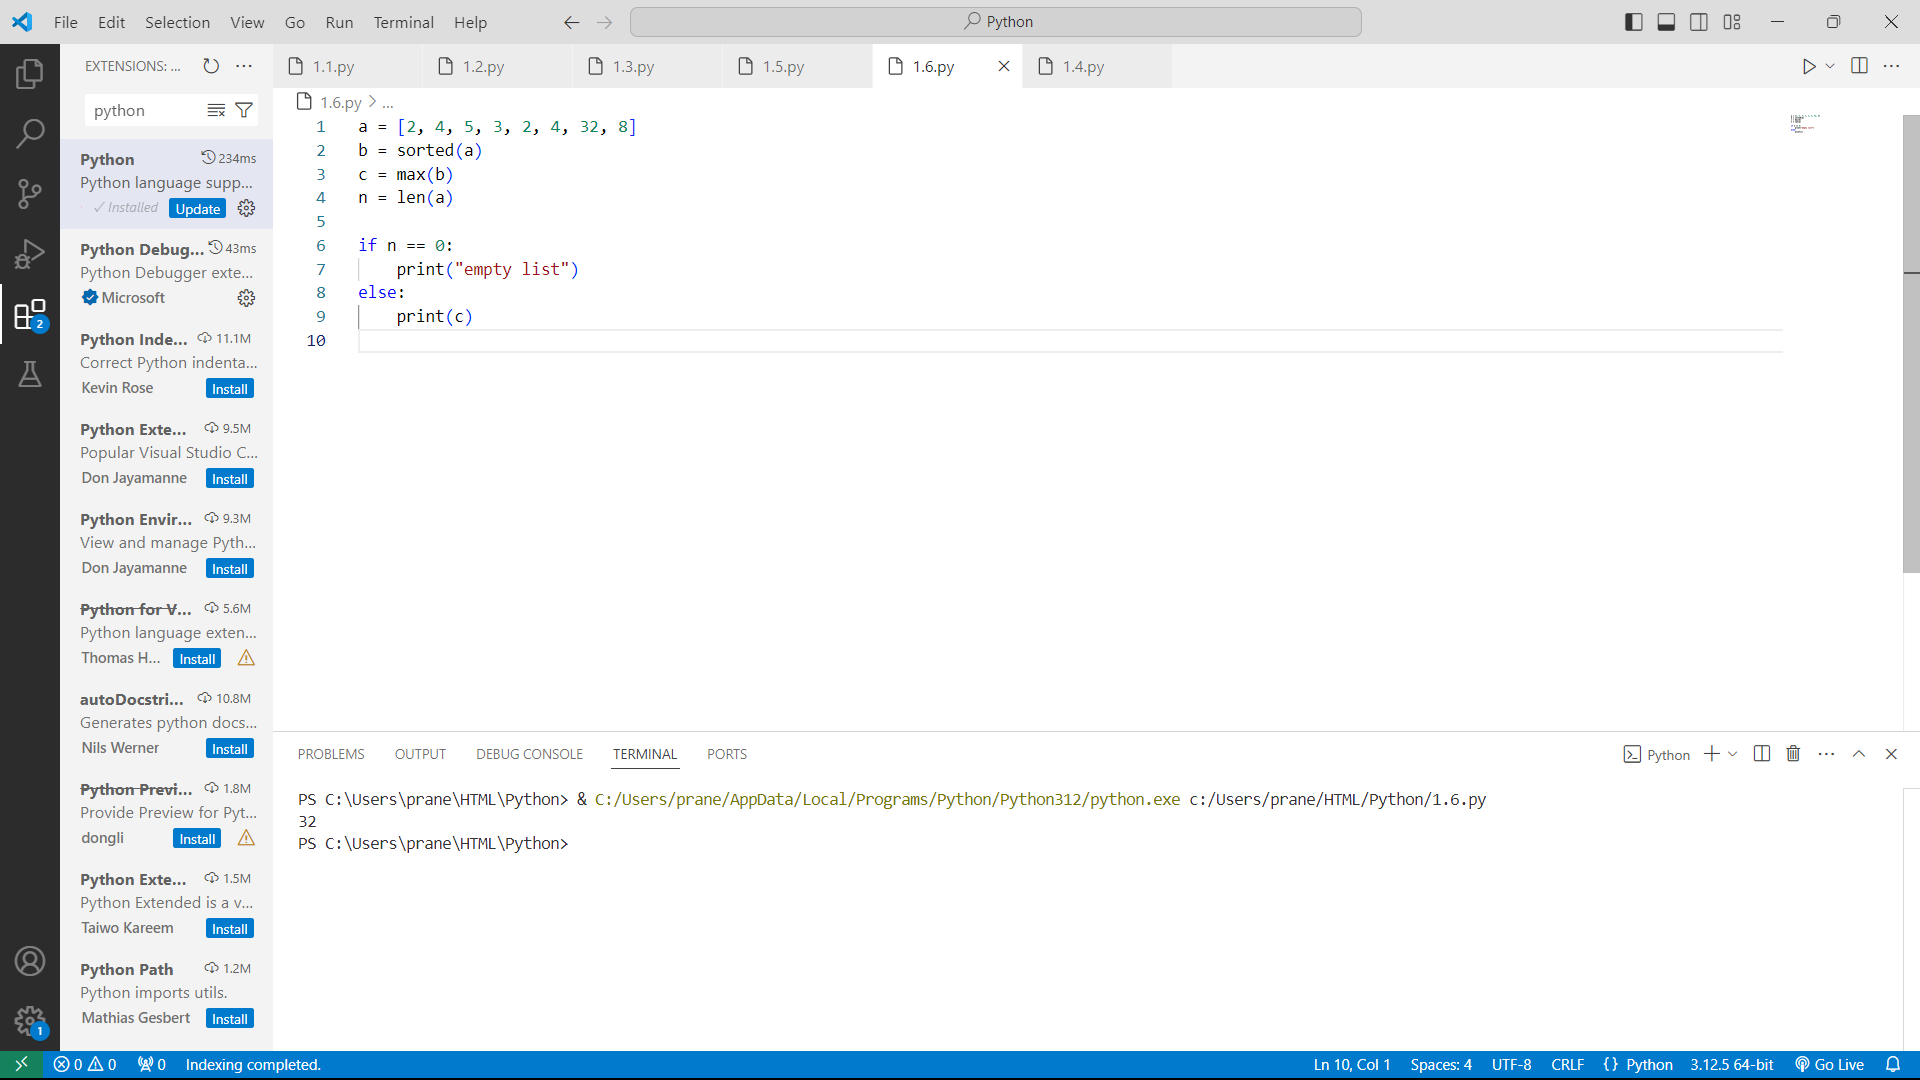 File Edit Selection View Go Run Terminal Help
Python
EXTENSIONS: ...
python
Python 234ms
Python language supp...
Installed Update
Python Debug... 43ms
Python Debugger exte...
Microsoft
Python Inde... 11.1M
Correct Python indenta...
Kevin Rose Install
Python Exte... 9.5M
Popular Visual Studio C...
Don Jayamanne Install
Python Envir... 9.3M
View and manage Pyth...
Don Jayamanne Install
Python for V... 5.6M
Python language exten...
Thomas H... Install
autoDocstri... 10.8M
Generates python docs...
Nils Werner Install
Python Previ... 1.8M
Provide Preview for Pyt...
dongli Install
Python Exte... 1.5M
Python Extended is a v...
Taiwo Kareem Install
Python Path 1.2M
Python imports utils.
Mathias Gesbert Install
2
1
1.1.py 1.2.py 1.3.py 1.5.py 1.6.py 1.4.py
1.6.py > ...
1 a = [2, 4, 5, 3, 2, 4, 32, 8]
2 b = sorted(a)
3 c = max(b)
4 n = len(a)
5
6 if n == 0:
7     print("empty list")
8 else:
9     print(c)
10
PROBLEMS OUTPUT DEBUG CONSOLE TERMINAL PORTS
Python
PS C:\Users\prane\HTML\Python> & C:/Users/prane/AppData/Local/Programs/Python/Python312/python.exe c:/Users/prane/HTML/Python/1.6.py
32
PS C:\Users\prane\HTML\Python>
0 0 0 Indexing completed.
Ln 10, Col 1 Spaces: 4 UTF-8 CRLF {} Python 3.12.5 64-bit Go Live